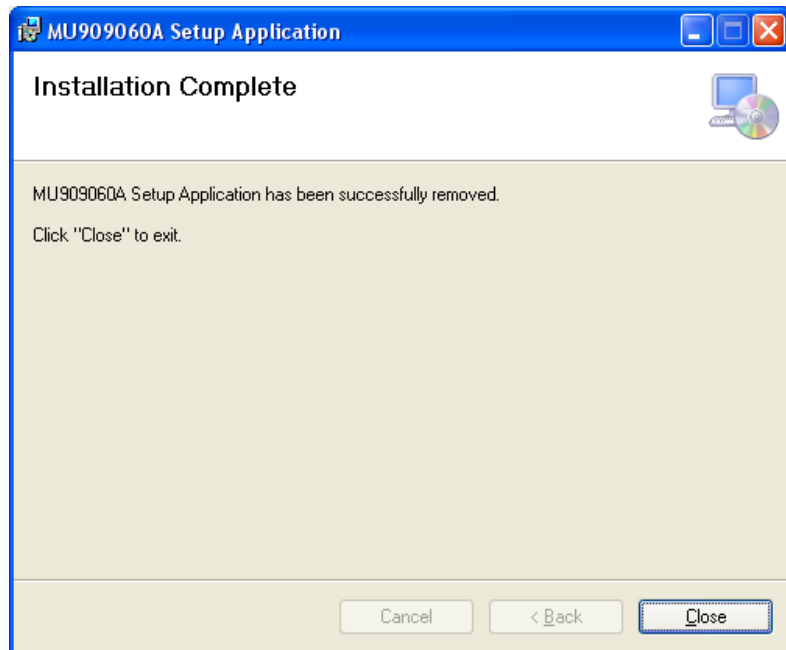 MU909060A Setup Application
Installation Complete
MU909060A Setup Application has been successfully removed.
Click "Close" to exit.
Cancel
< Back
Close